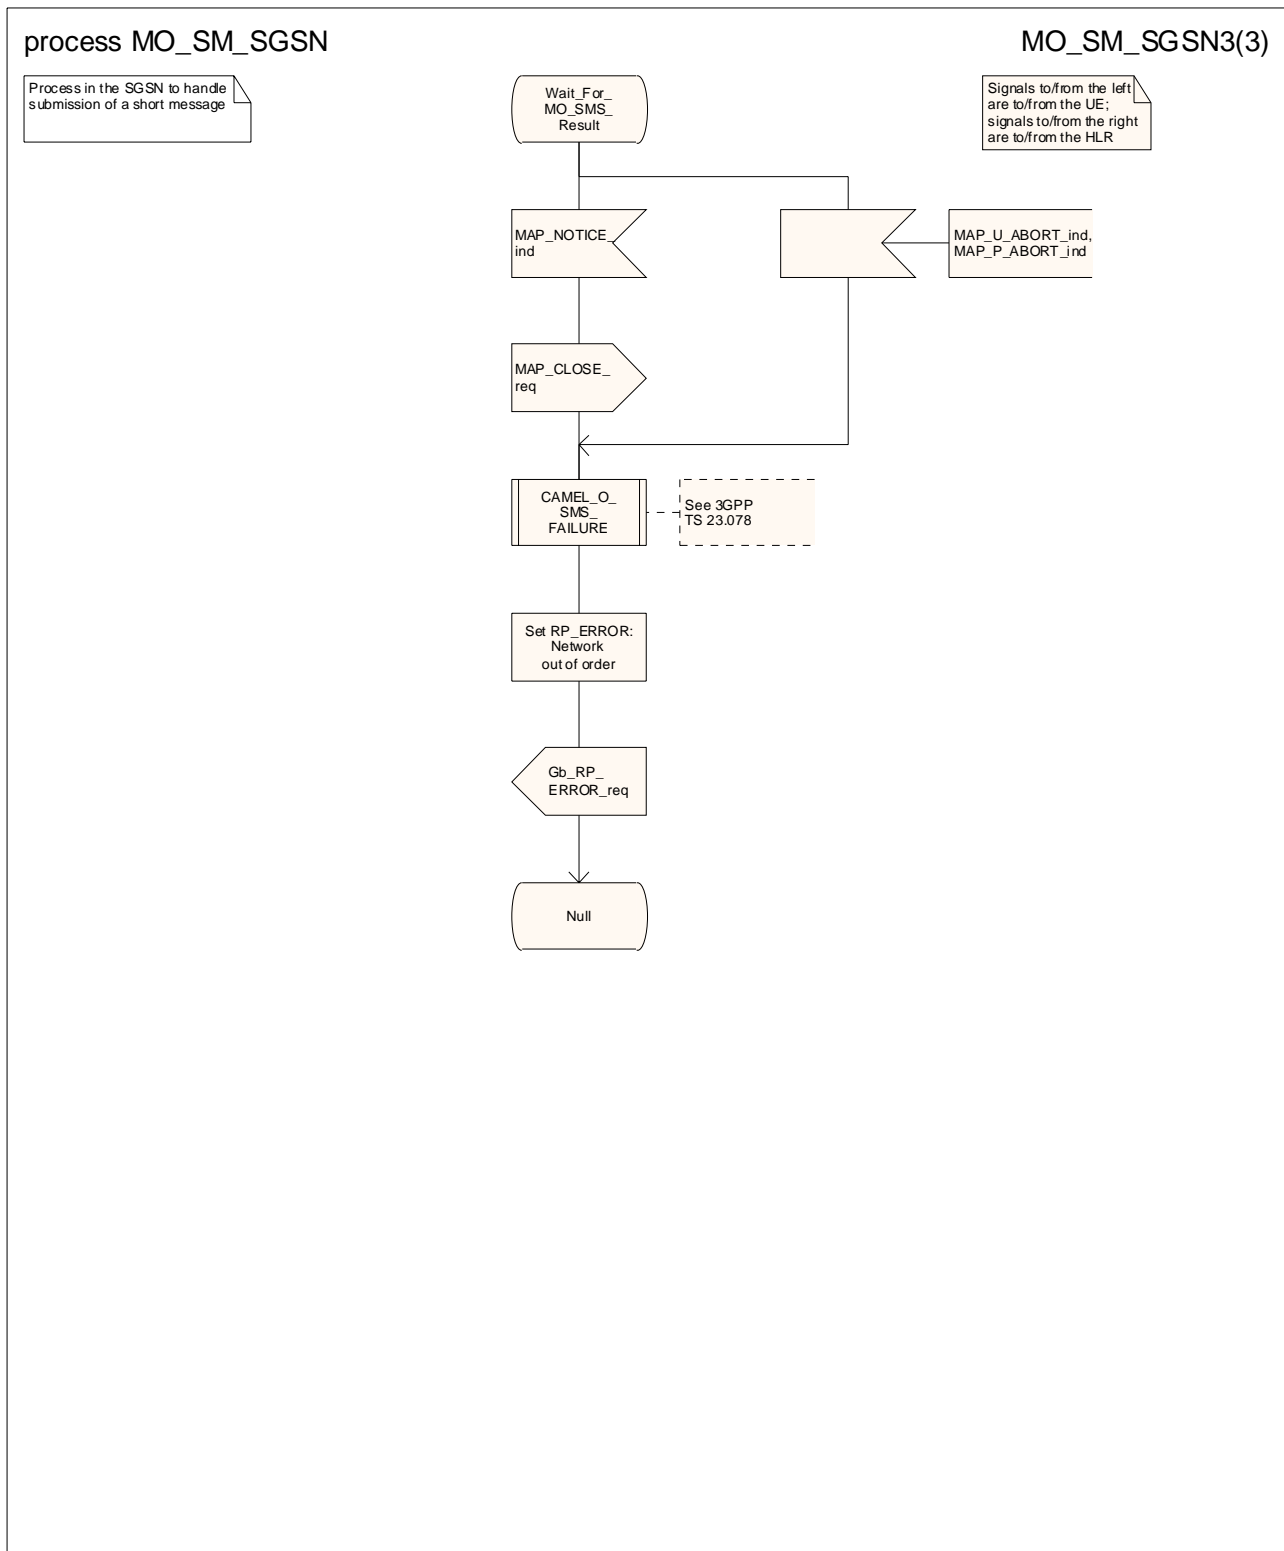 process MO_SM_SGSN
MO_SM_SGSN3(3)
Process in the SGSN to handle
submission of a short message
Wait_For_
MO_SMS_
Result
Signals to/from the left
are to/from the UE;
signals to/from the right
are to/from the HLR
MAP_NOTICE_
ind
MAP_U_ABORT_ind,
MAP_P_ABORT_ind
MAP_CLOSE_
req
CAMEL_O_
SMS_
FAILURE
See 3GPP
TS 23.078
Set RP_ERROR:
Network
out of order
Gb_RP_
ERROR_req
Null